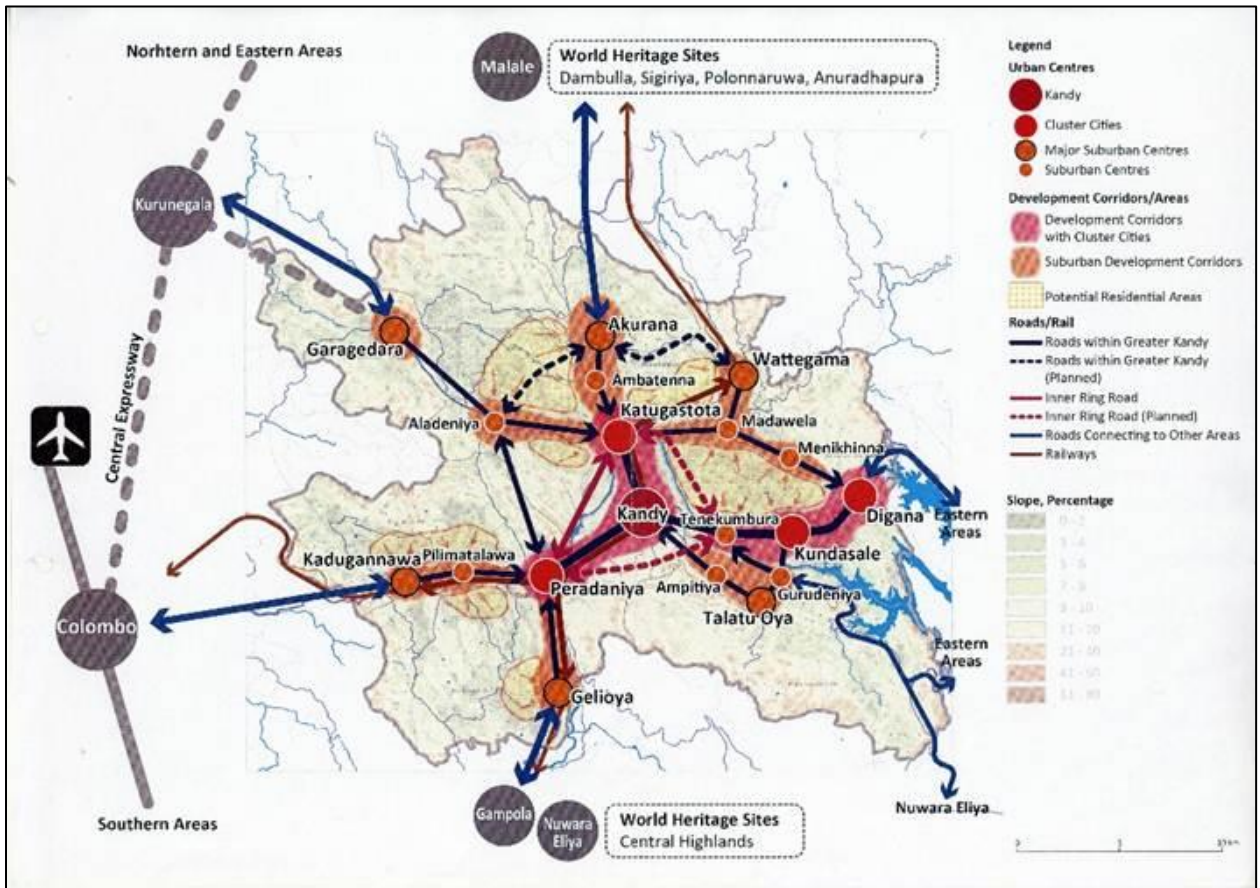 Norhtern and Eastern Areas
Malale
World Heritage Sites
Dambulla, Sigiriya, Polonnaruwa, Anuradhapura
Kurunegala
Central Expressway
Garagedara
Akurana
Ambatenna
Wattegama
Katugastota
Aladeniya
Madawela
Menikhinna
Digana
Eastern
Areas
Kandy
Tenekumbura
Kundasale
Kadugannawa
Pilimatalawa
Peradaniya
Ampitiya
Gurudeniya
Talatu Oya
Colombo
Eastern
Areas
Gelioya
Southern Areas
Gampola
Nuwara
Eliya
World Heritage Sites
Central Highlands
Nuwara Eliya
Legend
Urban Centres
Kandy
Cluster Cities
Major Suburban Centres
Suburban Centres
Development Corridors/Areas
Development Corridors
with Cluster Cities
Suburban Development Corridors
Potential Residential Areas
Roads/Rail
Roads within Greater Kandy
Roads within Greater Kandy
(Planned)
Inner Ring Road
Inner Ring Road (Planned)
Roads Connecting to Other Areas
Railways
Slope, Percentage